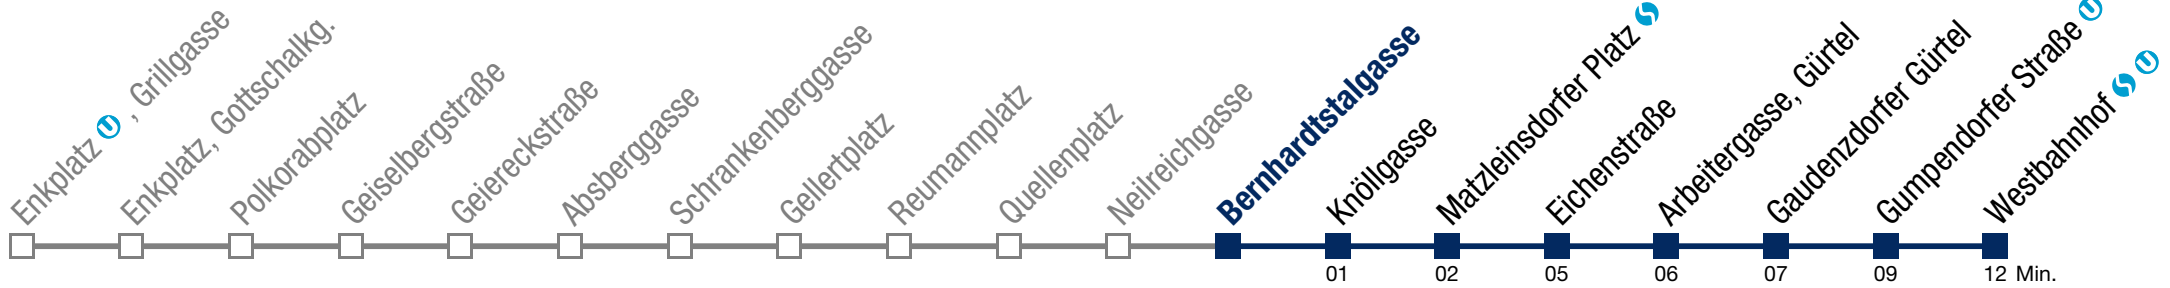 Enkplatz U , Grillgasse
Enkplatz, Gottschalkg.
Polkorabplatz
Geiselbergstraße
Geiereckstraße
Absberggasse
Schrankenberggasse
Gellertplatz
Reumannplatz
Quellenplatz
Neilreichgasse
Bernhardtstalgasse
Knöllgasse
Matzleinsdorfer Platz S
Eichenstraße
Arbeitergasse, Gürtel
Gaudenzdorfer Gürtel
Gumpendorfer Straße U
Westbahnhof S U
01 02 05 06 07 09 12 Min.